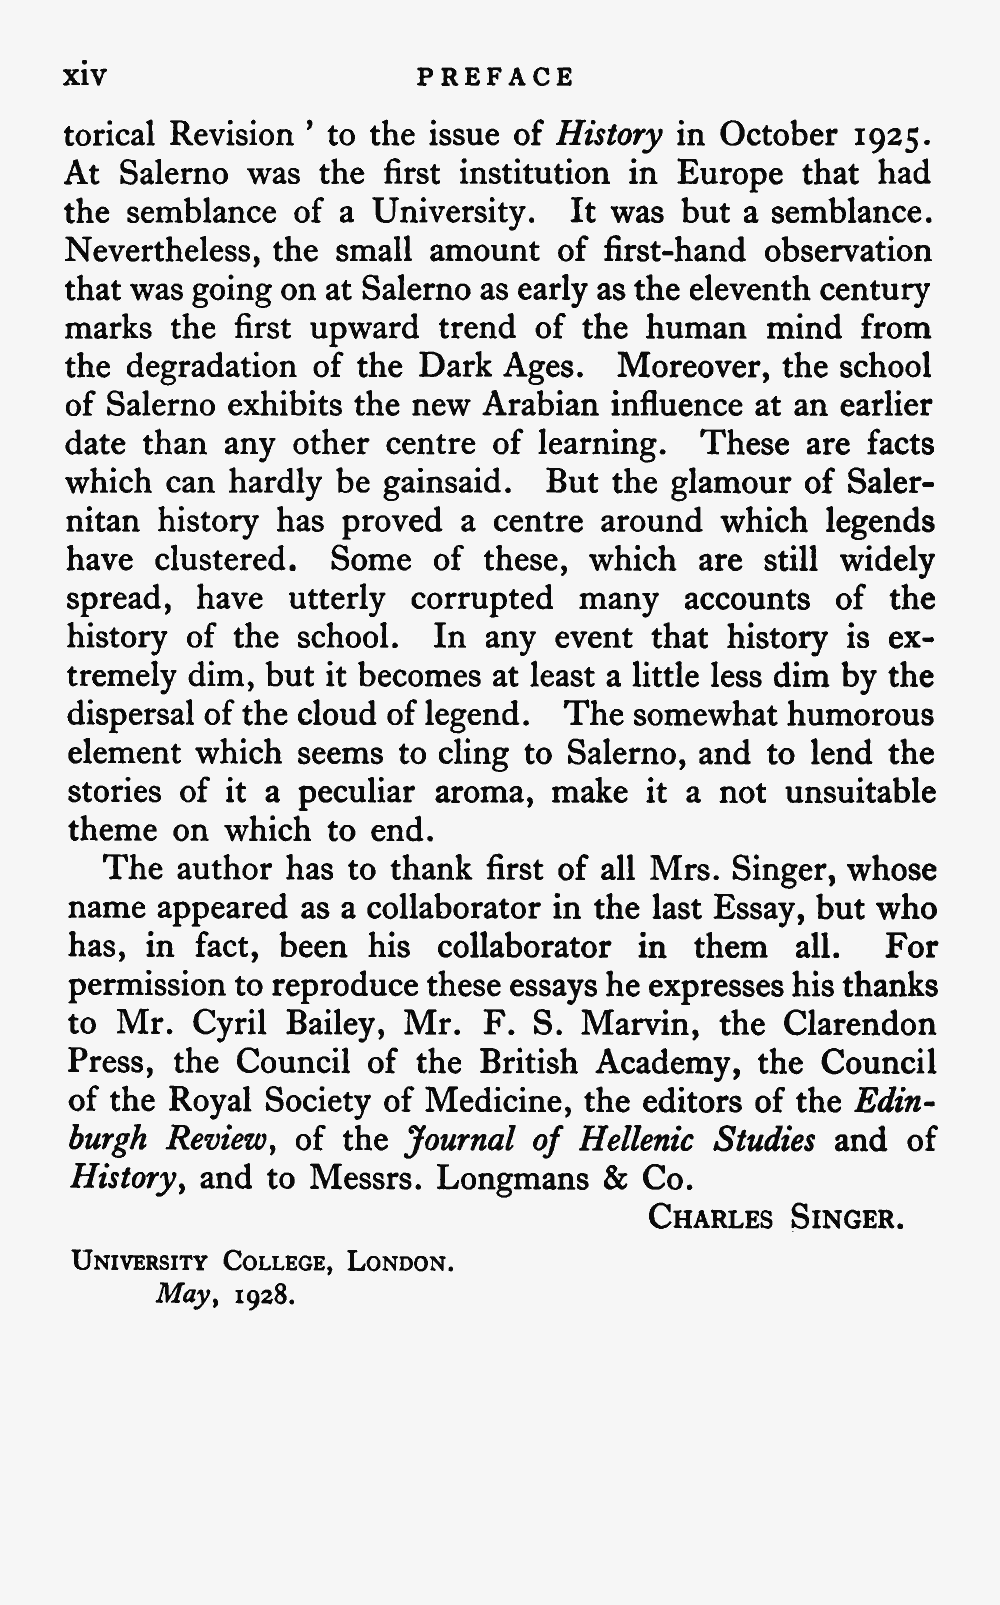 xiv PREFACE
torical Revision ’ to the issue of History in October 1925.
At Salerno was the first institution in Europe that had
the semblance of a University. It was but a semblance.
Nevertheless, the small amount of first-hand observation
that was going on at Salerno as early as the eleventh century
marks the first upward trend of the human mind from
the degradation of the Dark Ages. Moreover, the school
of Salerno exhibits the new Arabian influence at an earlier
date than any other centre of learning. These are facts
which can hardly be gainsaid. But the glamour of Saler-
nitan history has proved a centre around which legends
have clustered. Some of these, which are still widely
spread, have utterly corrupted many accounts of the
history of the school. In any event that history is ex-
tremely dim, but it becomes at least a little less dim by the
dispersal of the cloud of legend. The somewhat humorous
element which seems to cling to Salerno, and to lend the
stories of it a peculiar aroma, make it a not unsuitable
theme on which to end.
The author has to thank first of all Mrs. Singer, whose
name appeared as a collaborator in the last Essay, but who
has, in fact, been his collaborator in them all. For
permission to reproduce these essays he expresses his thanks
to Mr. Cyril Bailey, Mr. F. S. Marvin, the Clarendon
Press, the Council of the British Academy, the Council
of the Royal Society of Medicine, the editors of the Edin-
burgh Review, of the Journal of Hellenic Studies and of
History, and to Messrs. Longmans & Co.
CHARLES SINGER.
UNIVERSITY COLLEGE, LONDON.
May, 1928.